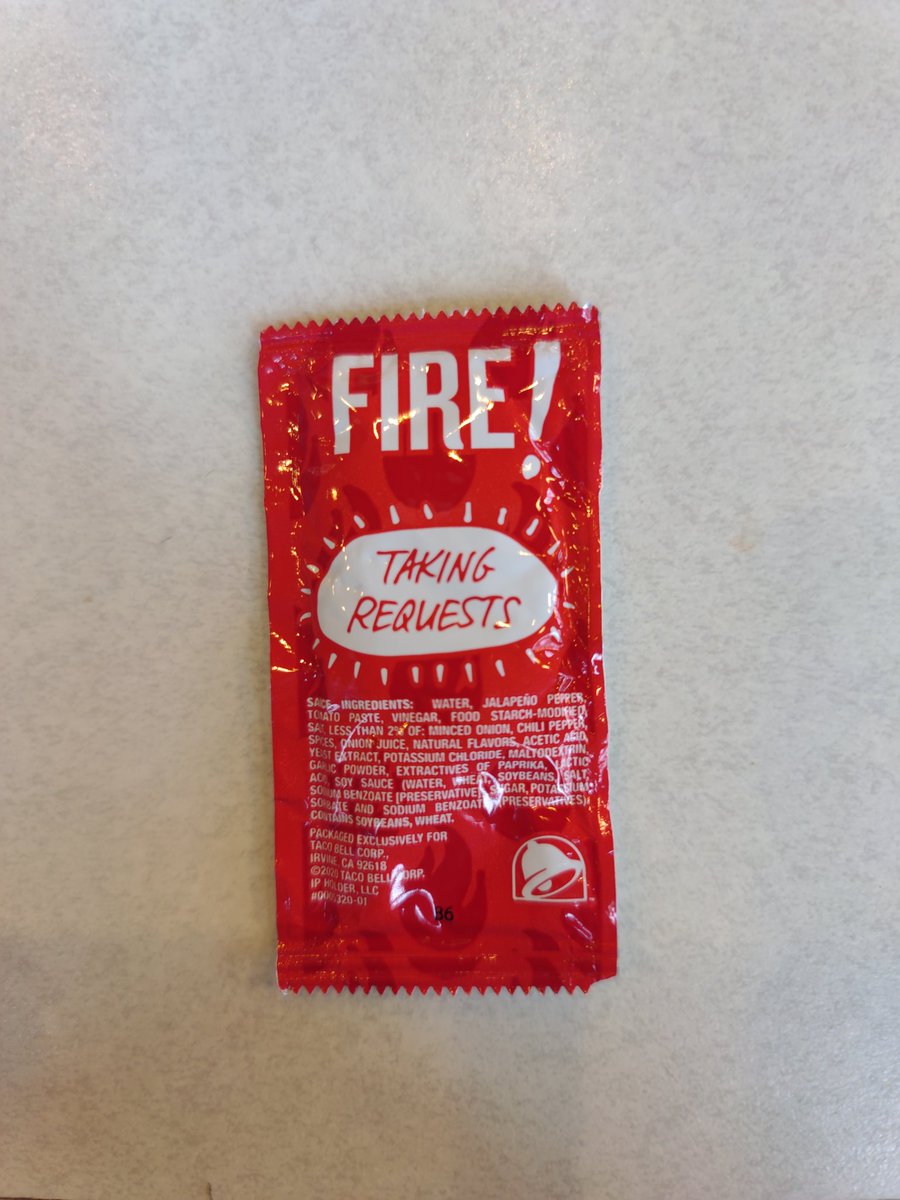 FIRE!
TAKING
REQUESTS
INGREDIENTS: WATER, JALAPEÑO PEPPER,
TOMATO PASTE, VINEGAR, FOOD STARCH-MODIFIED,
SALT, LESS THAN 2% OF: MINCED ONION, CHILI PEPPER,
SPICES, ONION JUICE, NATURAL FLAVORS, ACETIC ACID,
YEAST EXTRACT, POTASSIUM CHLORIDE, MALTODEXTRIN,
GARLIC POWDER, EXTRACTIVES OF PAPRIKA, LACTIC
ACID, SOY SAUCE (WATER, WHEAT, SOYBEANS, SALT,
SODIUM BENZOATE [PRESERVATIVE], SUGAR, POTASSIUM
SORBATE AND SODIUM BENZOATE (PRESERVATIVES).
CONTAINS SOYBEANS, WHEAT.
PACKAGED EXCLUSIVELY FOR
TACO BELL CORP.,
IRVINE, CA 92618
©2020 TACO BELL CORP.
IP HOLDER, LLC